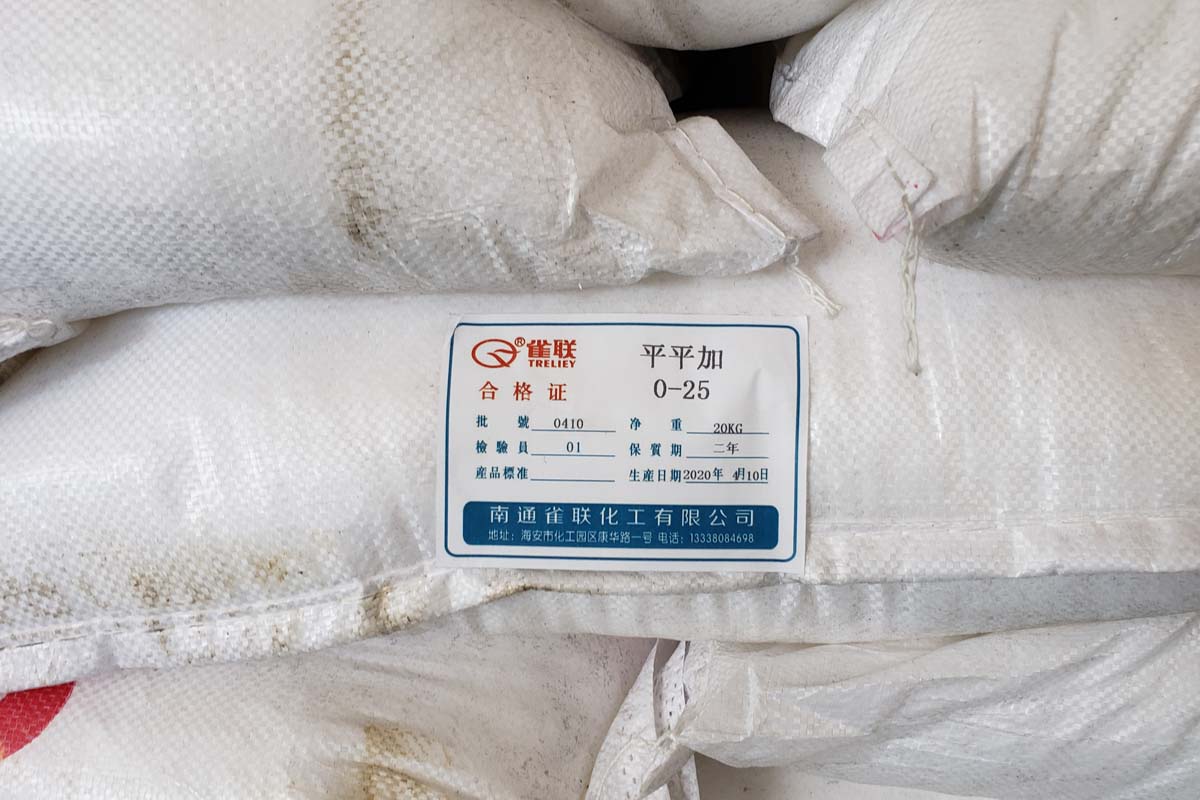 ®雀联 平平加
TRELIEY
合格证 0-25
批號 0410 净重 20KG
檢驗員 01 保質期 二年
産品標准 生産日期 2020年 4月10日
南通雀联化工有限公司
地址：海安市化工园区康华路一号 电话：13338084698